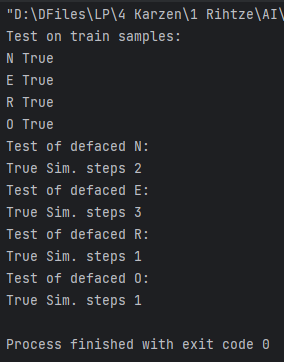 "D:\DFiles\LP\4 Karzen\1 Rihtze\AI\
Test on train samples:
N True
E True
R True
O True
Test of defaced N:
True Sim. steps 2
Test of defaced E:
True Sim. steps 3
Test of defaced R:
True Sim. steps 1
Test of defaced O:
True Sim. steps 1
Process finished with exit code 0